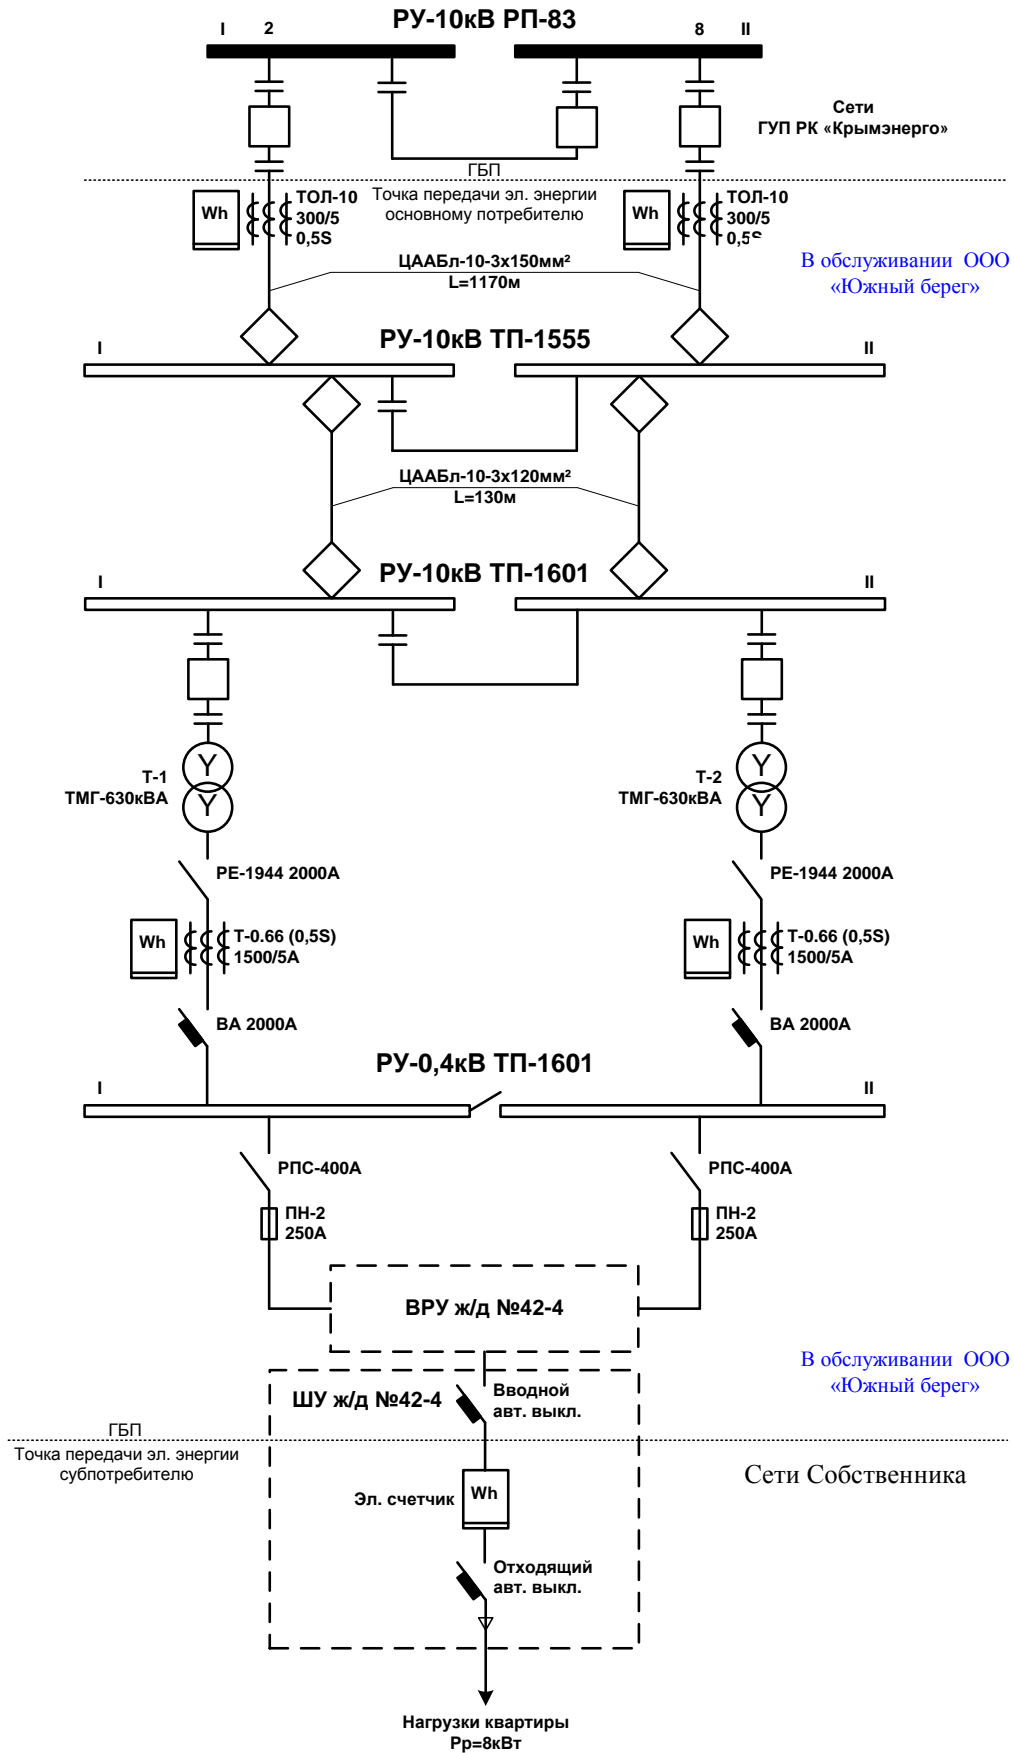 РУ-10кВ РП-83
I 2
8 II
Сети
ГУП РК «Крымэнерго»
ГБП
Точка передачи эл. энергии
основному потребителю
Wh
ТОЛ-10
300/5
0,5S
Wh
ТОЛ-10
300/5
0,5S
ЦААБл-10-3х150мм²
L=1170м
В обслуживании ООО
«Южный берег»
РУ-10кВ ТП-1555
I
II
ЦААБл-10-3х120мм²
L=130м
РУ-10кВ ТП-1601
I
II
Y
Y
Т-1
ТМГ-630кВА
Y
Y
Т-2
ТМГ-630кВА
РЕ-1944 2000А
РЕ-1944 2000А
Wh
Т-0.66 (0,5S)
1500/5А
Wh
Т-0.66 (0,5S)
1500/5А
ВА 2000А
ВА 2000А
РУ-0,4кВ ТП-1601
I
II
РПС-400А
РПС-400А
ПН-2
250А
ПН-2
250А
ВРУ ж/д №42-4
В обслуживании ООО
«Южный берег»
ШУ ж/д №42-4
Вводной
авт. выкл.
ГБП
Точка передачи эл. энергии
субпотребителю
Сети Собственника
Эл. счетчик
Wh
Отходящий
авт. выкл.
Нагрузки квартиры
Рр=8кВт